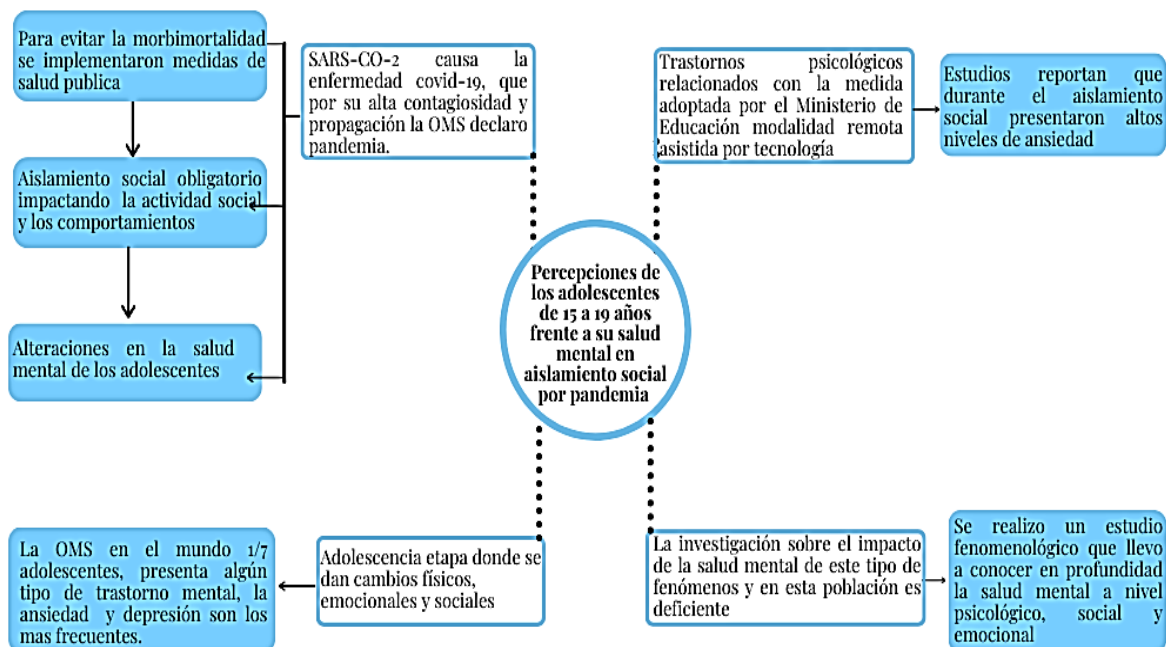 Para evitar la morbimortalidad
se implementaron medidas de
salud publica
Aislamiento social obligatorio
impactando la actividad social
y los comportamientos
Alteraciones en la salud
mental de los adolescentes
SARS-CO-2 causa la
enfermedad covid-19, que
por su alta contagiosidad y
propagación la OMS declaro
pandemia.
Trastornos psicológicos
relacionados con la medida
adoptada por el Ministerio de
Educación modalidad remota
asistida por tecnología
Estudios reportan que
durante el aislamiento
social presentaron altos
niveles de ansiedad
Percepciones de
los adolescentes
de 15 a 19 años
frente a su salud
mental en
aislamiento social
por pandemia
La OMS en el mundo 1/7
adolescentes, presenta algún
tipo de trastorno mental, la
ansiedad y depresión son los
mas frecuentes.
Adolescencia etapa donde se
dan cambios físicos,
emocionales y sociales
La investigación sobre el impacto
de la salud mental de este tipo de
fenómenos y en esta población es
deficiente
Se realizo un estudio
fenomenológico que llevo
a conocer en profundidad
la salud mental a nivel
psicológico, social y
emocional